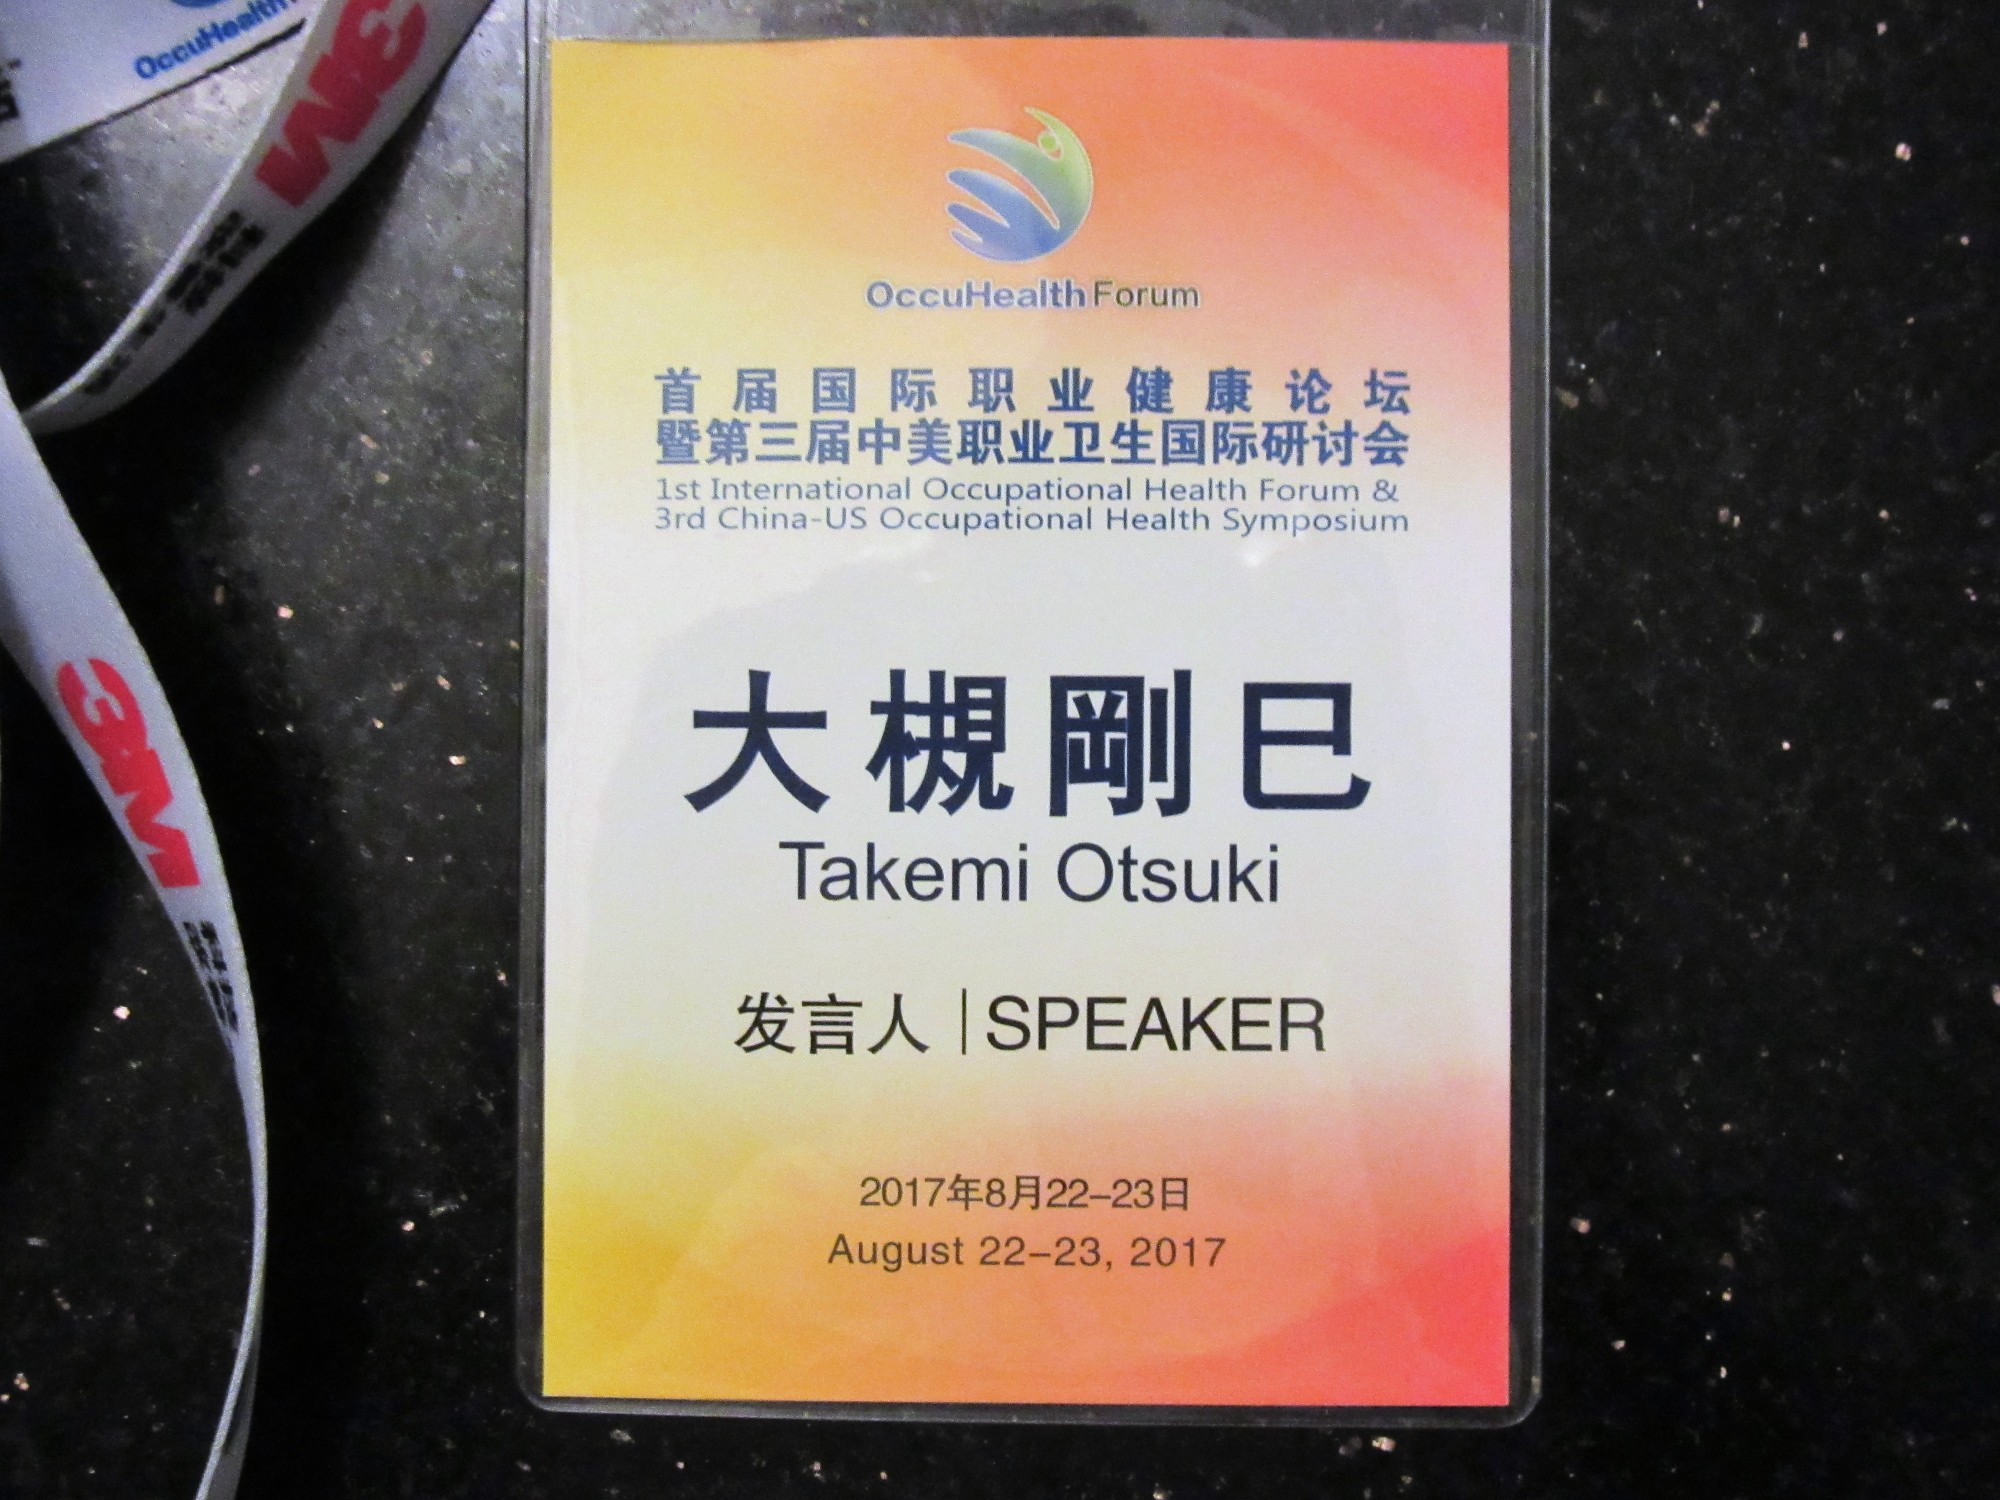 OccuHealth
3M
3M
OccuHealth Forum
首届国际职业健康论坛
暨第三届中美职业卫生国际研讨会
1st International Occupational Health Forum &
3rd China-US Occupational Health Symposium
大槻剛巳
Takemi Otsuki
发言人 | SPEAKER
2017年8月22-23日
August 22-23, 2017